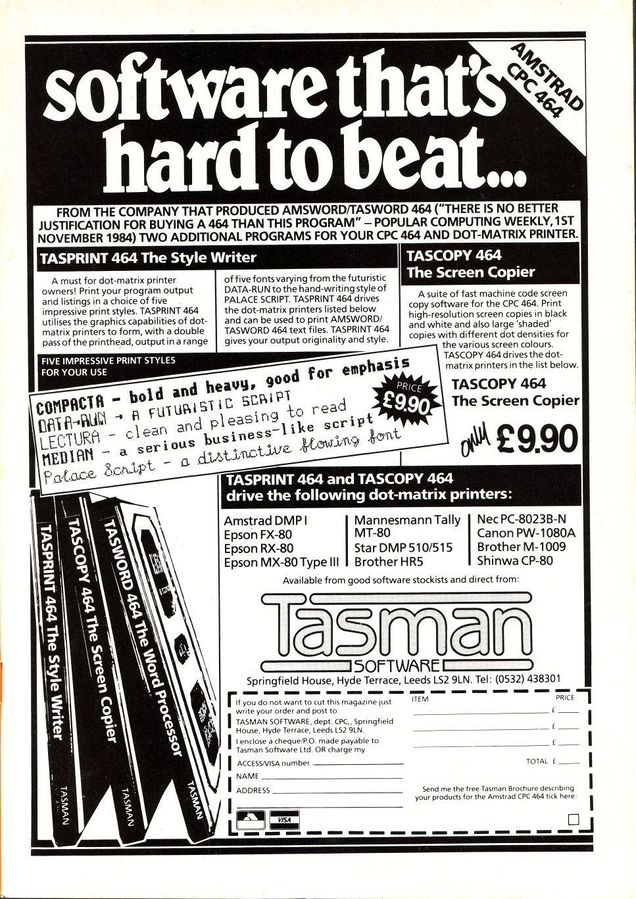 software that's
hard to beat...
AMSTRAD
CPC 464
FROM THE COMPANY THAT PRODUCED AMSWORD/TASWORD 464 ("THERE IS NO BETTER
JUSTIFICATION FOR BUYING A 464 THAN THIS PROGRAM" – POPULAR COMPUTING WEEKLY, 1ST
NOVEMBER 1984) TWO ADDITIONAL PROGRAMS FOR YOUR CPC 464 AND DOT-MATRIX PRINTER.
TASPRINT 464 The Style Writer
A must for dot-matrix printer
owners! Print your program output
and listings in a choice of five
impressive print styles. TASPRINT 464
utilises the graphics capabilities of dot-
matrix printers to form, with a double
pass of the printhead, output in a range
of five fonts varying from the futuristic
DATA-RUN to the hand-writing style of
PALACE SCRIPT. TASPRINT 464 drives
the dot-matrix printers listed below
and can be used to print AMSWORD/
TASWORD 464 text files. TASPRINT 464
gives your output originality and style.
TASCOPY 464
The Screen Copier
A suite of fast machine code screen
copy software for the CPC 464. Print
high-resolution screen copies in black
and white and also large 'shaded'
copies with different dot densities for
the various screen colours.
TASCOPY 464 drives the dot-
matrix printers in the list below.
TASCOPY 464
The Screen Copier
only £9.90
FIVE IMPRESSIVE PRINT STYLES
FOR YOUR USE
COMPACTA – bold and heavy, good for emphasis
DATA-RUN – A FUTURISTIC SCRIPT
LECTURA – clean and pleasing to read
MEDIAN – a serious business-like script
Palace Script – a distinctive flowing font
PRICE
£9.90
TASPRINT 464 and TASCOPY 464
drive the following dot-matrix printers:
Amstrad DMP I
Epson FX-80
Epson RX-80
Epson MX-80 Type III
Mannesmann Tally
MT-80
Star DMP 510/515
Brother HR5
Nec PC-8023B-N
Canon PW-1080A
Brother M-1009
Shinwa CP-80
Available from good software stockists and direct from:
Tasman
SOFTWARE
Springfield House, Hyde Terrace, Leeds LS2 9LN. Tel: (0532) 438301
TASPRINT 464 The Style Writer
TASMAN
TASCOPY 464 The Screen Copier
TASMAN
TASWORD 464 The Word Processor
TASMAN
If you do not want to cut this magazine just
write your order and post to:
TASMAN SOFTWARE, dept. CPC,, Springfield
House, Hyde Terrace, Leeds LS2 9LN.
I enclose a cheque/P.O. made payable to
Tasman Software Ltd. OR charge my
ACCESS/VISA number
NAME
ADDRESS
VISA
ITEM PRICE
£
£
£
TOTAL £
Send me the free Tasman Brochure describing
your products for the Amstrad CPC 464 tick here: